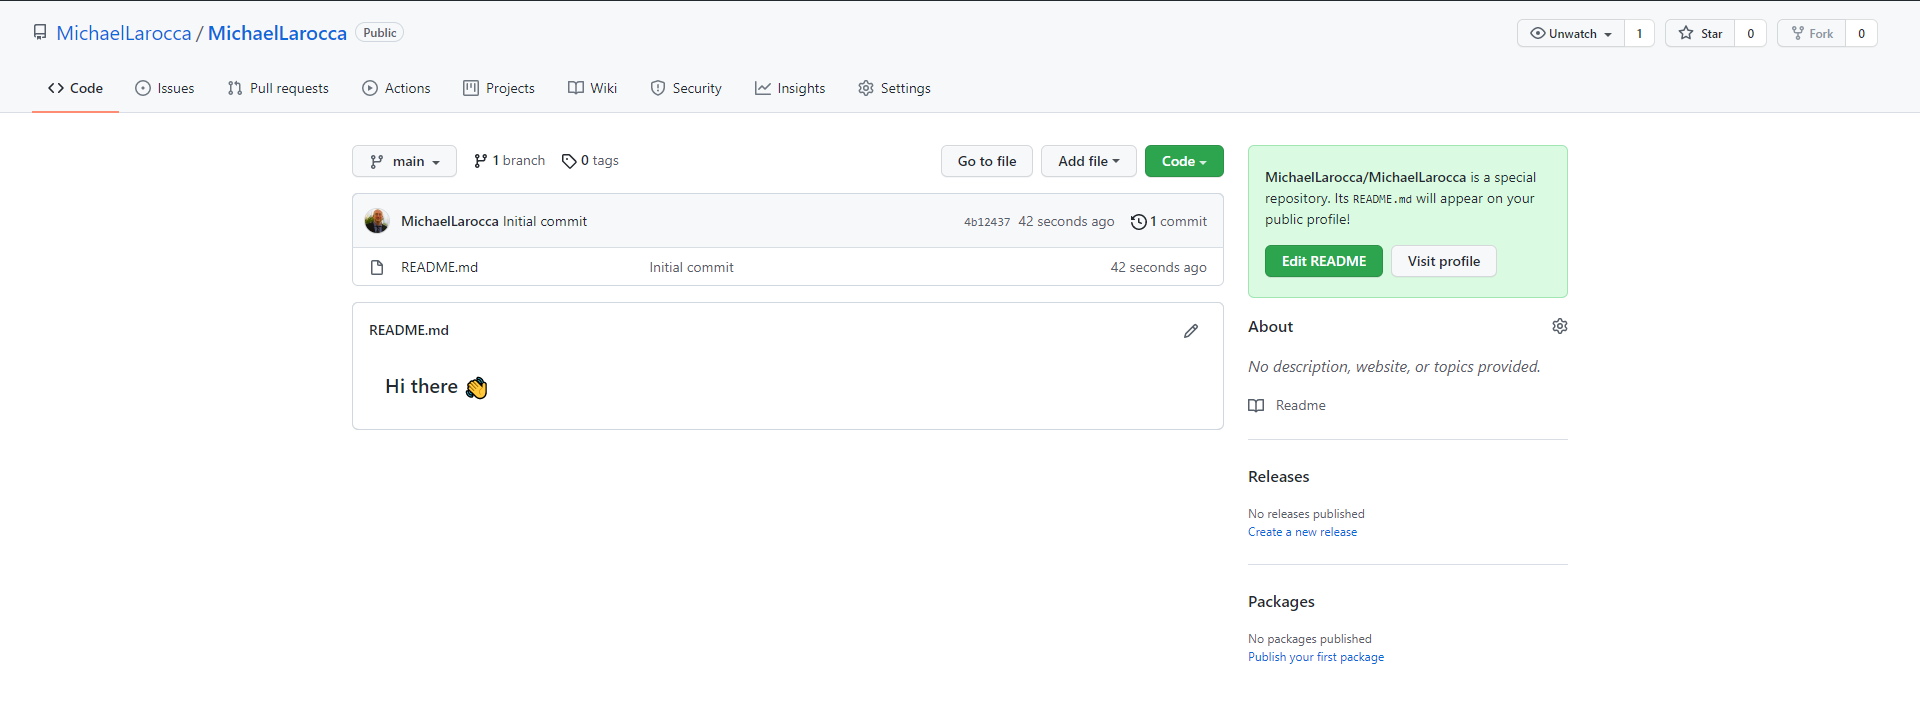 MichaelLarocca / MichaelLarocca Public
Unwatch 1 Star 0 Fork 0
Code Issues Pull requests Actions Projects Wiki Security Insights Settings
main 1 branch 0 tags Go to file Add file Code
MichaelLarocca Initial commit 4b12437 42 seconds ago 1 commit
README.md Initial commit 42 seconds ago
README.md
Hi there 👋
MichaelLarocca/MichaelLarocca is a special
repository. Its README.md will appear on your
public profile!
Edit README Visit profile
About
No description, website, or topics provided.
Readme
Releases
No releases published
Create a new release
Packages
No packages published
Publish your first package